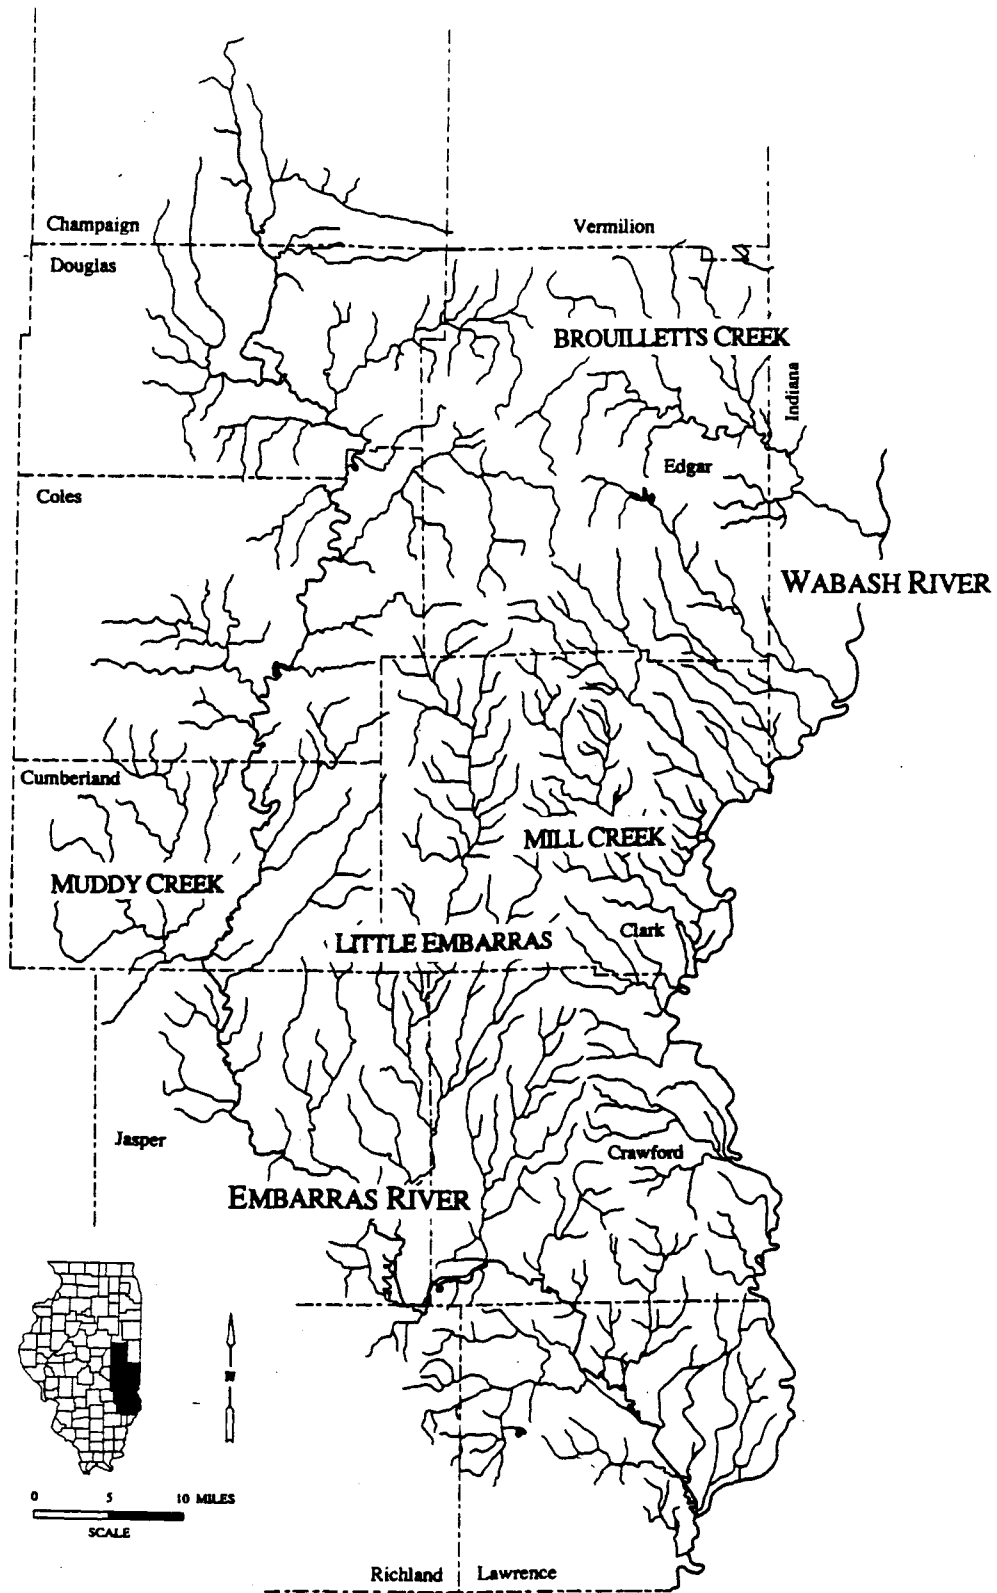 Champaign
Vermilion
Douglas
BROUILLETTS CREEK
Indiana
Edgar
Coles
WABASH RIVER
Cumberland
MILL CREEK
MUDDY CREEK
Clark
LITTLE EMBARRAS
Jasper
Crawford
EMBARRAS RIVER
N
0 5 10 MILES
SCALE
Richland Lawrence